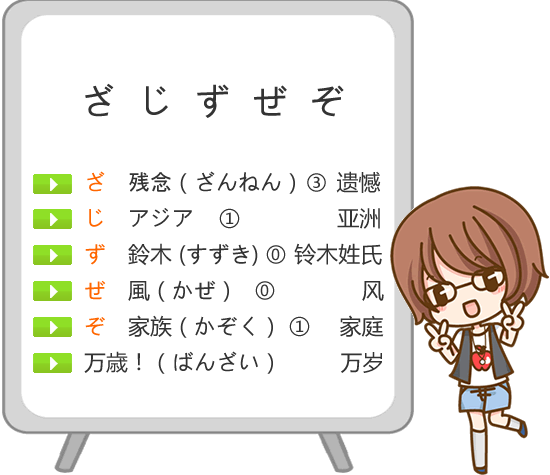 ざ じ ず ぜ ぞ
ざ 残念 ( ざんねん ) ③ 遗憾
じ アジア ① 亚洲
ず 鈴木 (すずき) ⓪ 铃木姓氏
ぜ 風 ( かぜ ) ⓪ 风
ぞ 家族 ( かぞく ) ① 家庭
万歳！ ( ばんざい ) 万岁